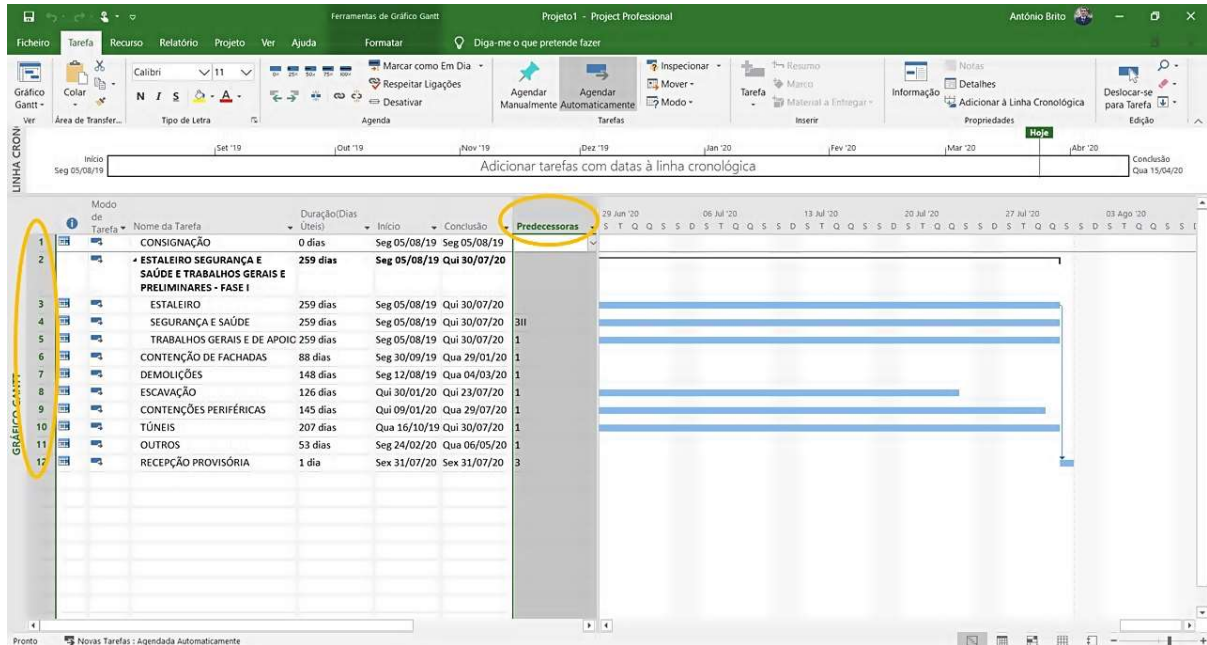 Ferramentas de Gráfico Gantt
Projeto1 - Project Professional
António Brito
Ficheiro Tarefa Recurso Relatório Projeto Ver Ajuda Formatar Diga-me o que pretende fazer
Gráfico Gantt
Ver
Colar
Área de Transfer...
Calibri 11
N I S A
Tipo de Letra
0% 25% 50% 75% 100%
Marcar como Em Dia
Respeitar Ligações
Desativar
Agenda
Agendar Manualmente
Agendar Automaticamente
Inspecionar
Mover
Modo
Tarefas
Tarefa
Resumo
Marco
Material a Entregar
Inserir
Informação
Notas
Detalhes
Adicionar à Linha Cronológica
Propriedades
Deslocar-se para Tarefa
Edição
LINHA CRON
Hoje
Set '19 Out '19 Nov '19 Dez '19 Jan '20 Fev '20 Mar '20 Abr '20
Início
Seg 05/08/19
Adicionar tarefas com datas à linha cronológica
Conclusão
Qua 15/04/20
GRÁFICO GANTT
Modo de Tarefa Nome da Tarefa Duração(Dias Úteis) Início Conclusão Predecessoras
29 Jun '20 06 Jul '20 13 Jul '20 20 Jul '20 27 Jul '20 03 Ago '20
S T Q Q S S D S T Q Q S S D S T Q Q S S D S T Q Q S S D S T Q Q S S D S T Q Q S S
1 CONSIGNAÇÃO 0 dias Seg 05/08/19 Seg 05/08/19
2 ESTALEIRO SEGURANÇA E SAÚDE E TRABALHOS GERAIS E PRELIMINARES - FASE I 259 dias Seg 05/08/19 Qui 30/07/20
3 ESTALEIRO 259 dias Seg 05/08/19 Qui 30/07/20
4 SEGURANÇA E SAÚDE 259 dias Seg 05/08/19 Qui 30/07/20 3II
5 TRABALHOS GERAIS E DE APOIO 259 dias Seg 05/08/19 Qui 30/07/20 1
6 CONTENÇÃO DE FACHADAS 88 dias Seg 30/09/19 Qua 29/01/20 1
7 DEMOLIÇÕES 148 dias Seg 12/08/19 Qua 04/03/20 1
8 ESCAVAÇÃO 126 dias Qui 30/01/20 Qui 23/07/20 1
9 CONTENÇÕES PERIFÉRICAS 145 dias Qui 09/01/20 Qua 29/07/20 1
10 TÚNEIS 207 dias Qua 16/10/19 Qui 30/07/20 1
11 OUTROS 53 dias Seg 24/02/20 Qua 06/05/20 1
12 RECEPÇÃO PROVISÓRIA 1 dia Sex 31/07/20 Sex 31/07/20 3
Pronto
Novas Tarefas : Agendada Automaticamente